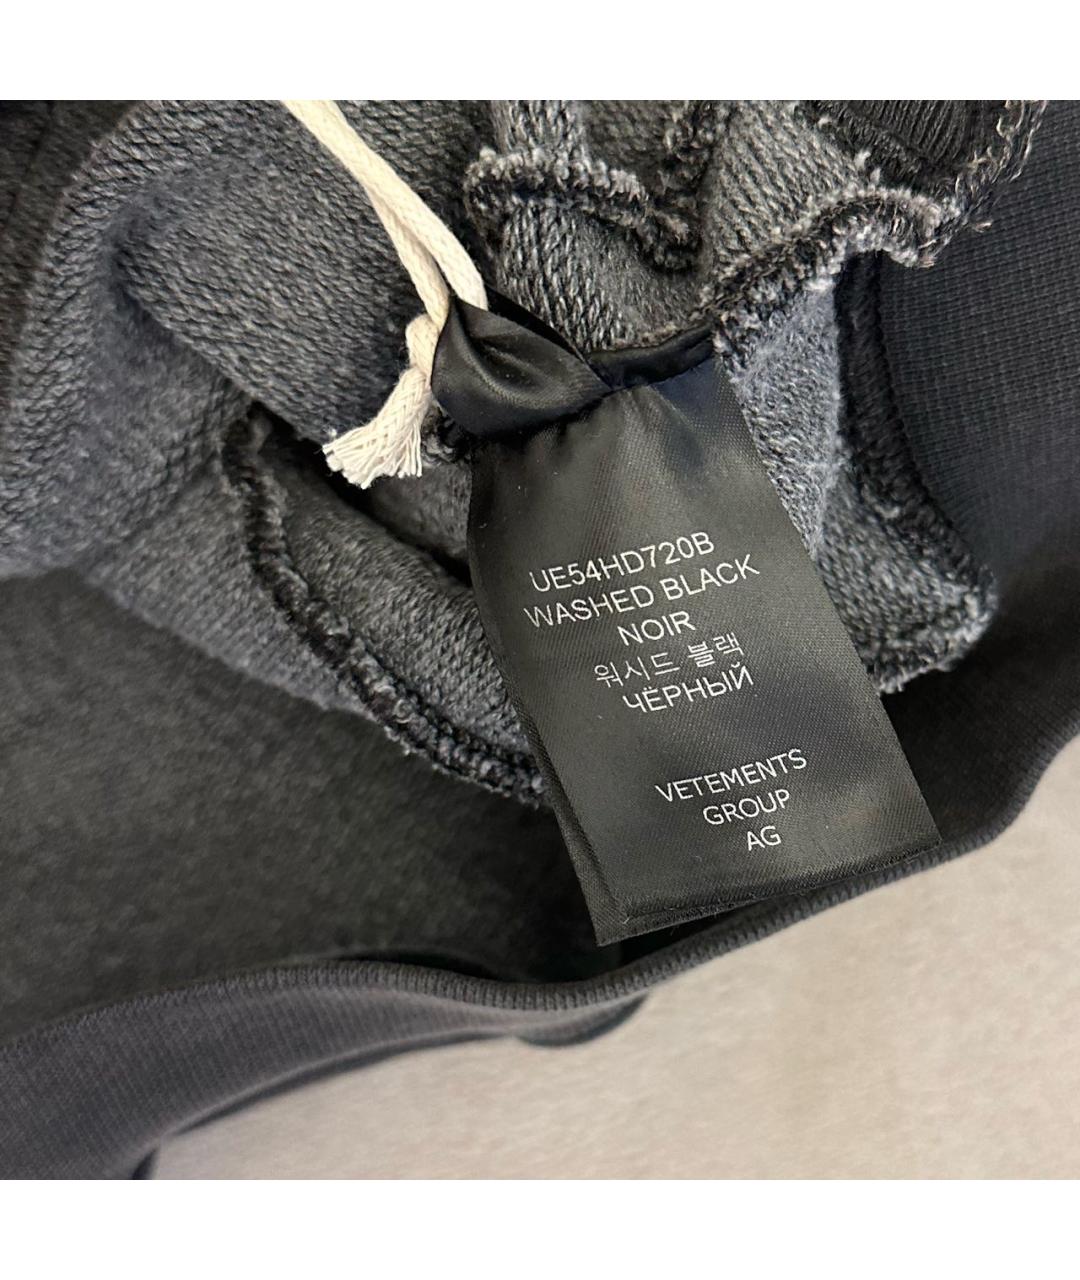 UE54HD720B
WASHED BLACK
NOIR
워시드 블랙
ЧЁРНЫЙ
VETEMENTS
GROUP
AG